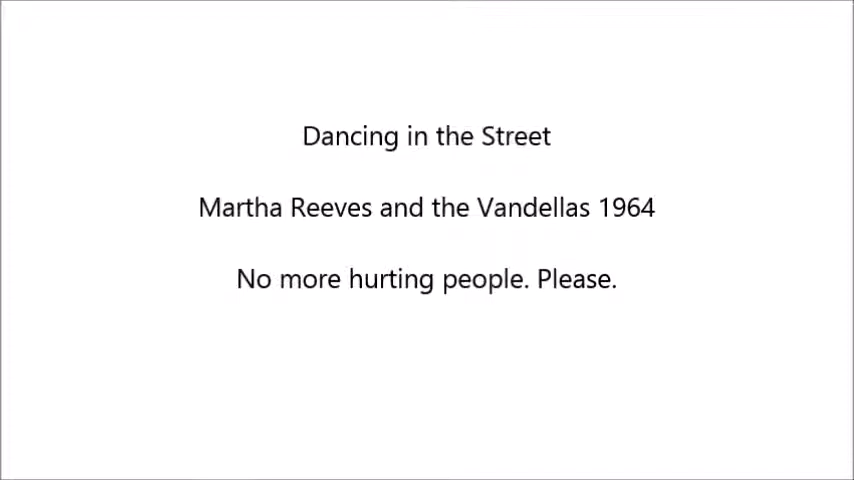 Dancing in the Street
Martha Reeves and the Vandellas 1964
No more hurting people. Please.